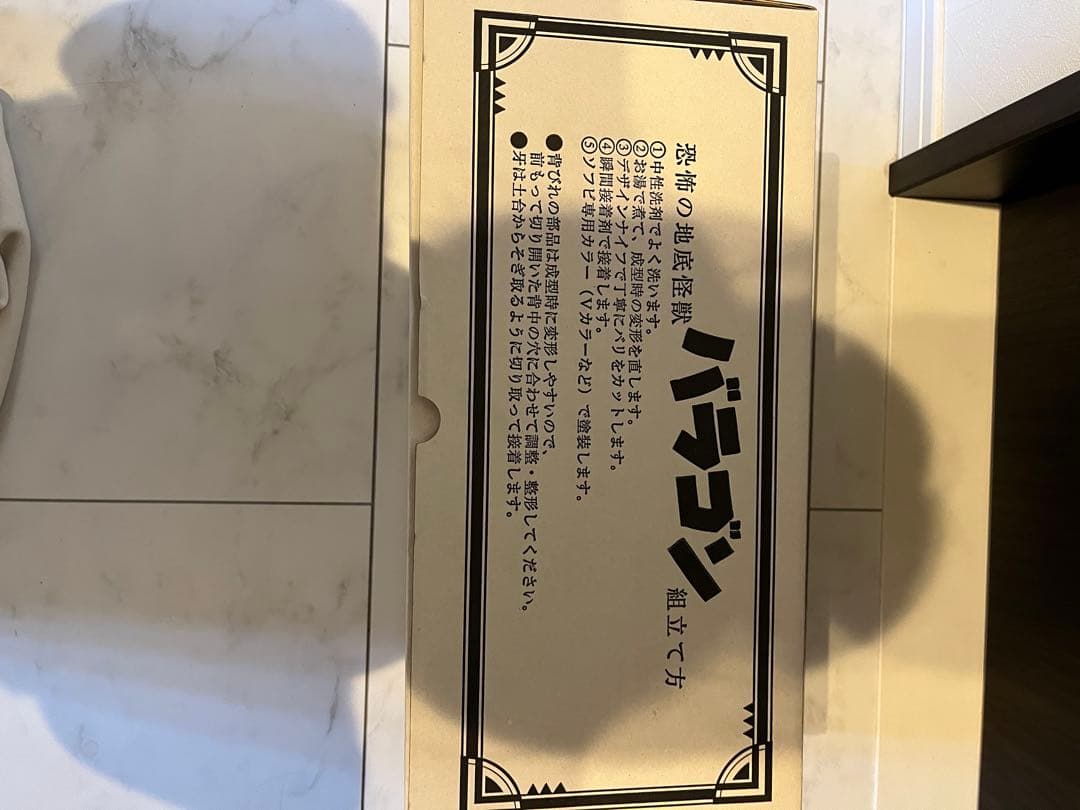 恐怖の地底怪獣
バラゴン 組立て方
①中性洗剤でよく洗います。
②お湯で煮て、成型時の変形を直します。
③デザインナイフで丁寧にバリをカットします。
④瞬間接着剤で接着します。
⑤ソフビ専用カラー(Vカラーなど)で塗装します。
●背びれの部品は成型時に変形しやすいので、
前もって切り開いた背中の穴に合わせて調整・整形してください。
●牙は土台からそぎ取るように切り取って接着します。